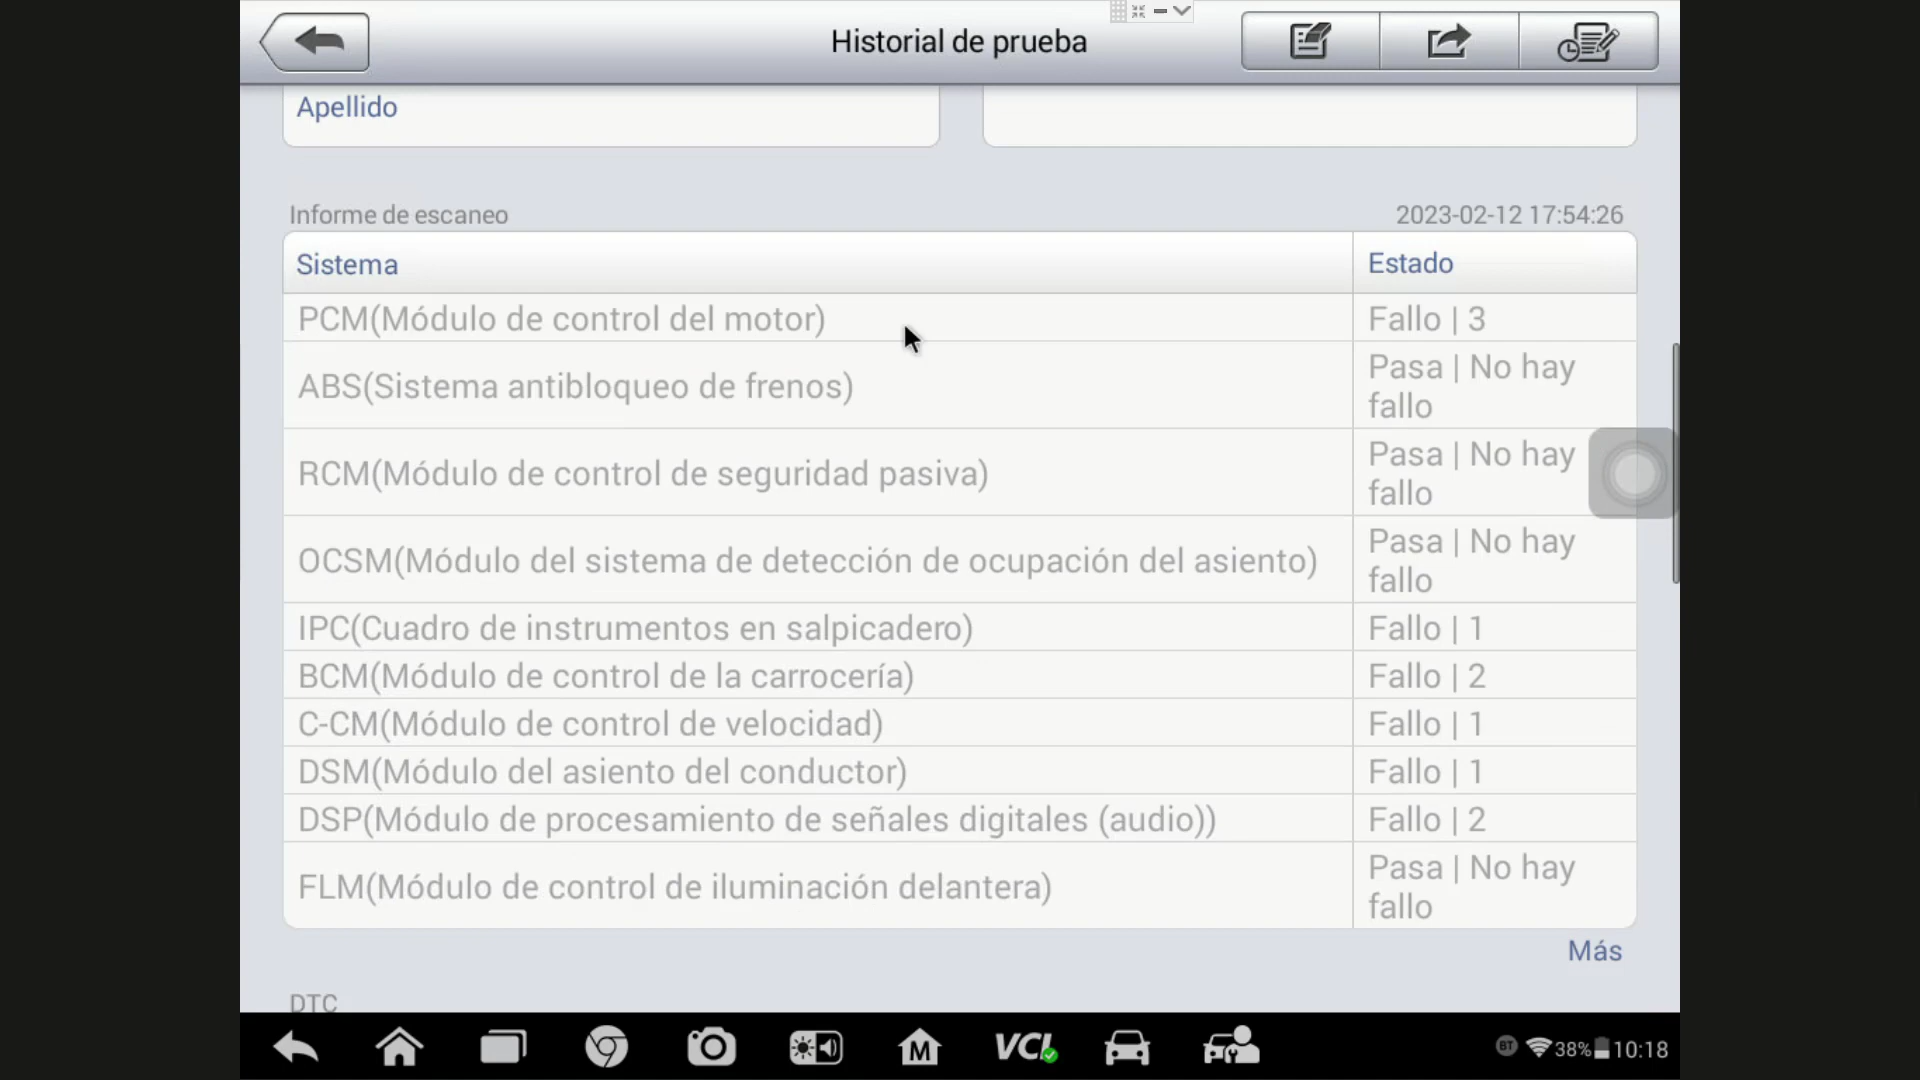 Historial de prueba
Apellido
Informe de escaneo
2023-02-12 17:54:26
Sistema
Estado
PCM(Módulo de control del motor)
Fallo | 3
ABS(Sistema antibloqueo de frenos)
Pasa | No hay
fallo
RCM(Módulo de control de seguridad pasiva)
Pasa | No hay
fallo
OCSM(Módulo del sistema de detección de ocupación del asiento)
Pasa | No hay
fallo
IPC(Cuadro de instrumentos en salpicadero)
Fallo | 1
BCM(Módulo de control de la carrocería)
Fallo | 2
C-CM(Módulo de control de velocidad)
Fallo | 1
DSM(Módulo del asiento del conductor)
Fallo | 1
DSP(Módulo de procesamiento de señales digitales (audio))
Fallo | 2
FLM(Módulo de control de iluminación delantera)
Pasa | No hay
fallo
Más
DTC
M
VCI
BT
38%
10:18